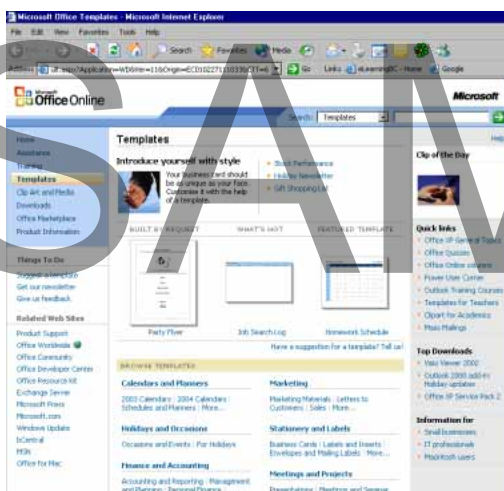 Microsoft Office Templates - Microsoft Internet Explorer
File Edit View Favorites Tools Help
Search Favorites Media
Address
Go Links eLearningBC - Home Google
Microsoft
Office Online
Microsoft
Search: Templates
Home
Assistance
Training
Templates
Clip Art and Media
Downloads
Office Marketplace
Product Information
Things To Do
Suggest a template
Get our newsletter
Give us feedback
Related Web Sites
Product Support
Office Worldwide
Office Community
Office Developer Center
Office Resource Kit
Exchange Server
Microsoft Press
Microsoft.com
Windows Update
bCentral
MSN
Office for Mac
Templates
Introduce yourself with style
Your business card should
be as unique as your face.
Customize it with the help
of a template.
Stock Performance
Holiday Newsletter
Gift Shopping List
BUILT BY REQUEST WHAT'S HOT FEATURED TEMPLATE
Party Flyer Job Search Log Homework Schedule
Have a suggestion for a template? Tell us!
BROWSE TEMPLATES
Calendars and Planners
2003 Calendars | 2004 Calendars |
Schedules and Planners | More...
Holidays and Occasions
Occasions and Events | For Holidays
Finance and Accounting
Accounting and Reporting | Management
and Planning | Personal Finance
Marketing
Marketing Materials | Letters to
Customers | Sales | More...
Stationery and Labels
Business Cards | Labels and Inserts |
Envelopes and Mailing Labels | More...
Meetings and Projects
Presentations | Meetings and Seminar
Help
Clip of the Day
Quick links
Office XP General Topics
Office Quizzes
Office Online columns
Power User Corner
Outlook Training Courses
Templates for Teachers
Clipart for Academics
Mass Mailings
Top Downloads
Visio Viewer 2002
Outlook 2000 add-in:
Holiday updates
Office XP Service Pack 2
Information for
Small businesses
IT professionals
Macintosh users
SAM